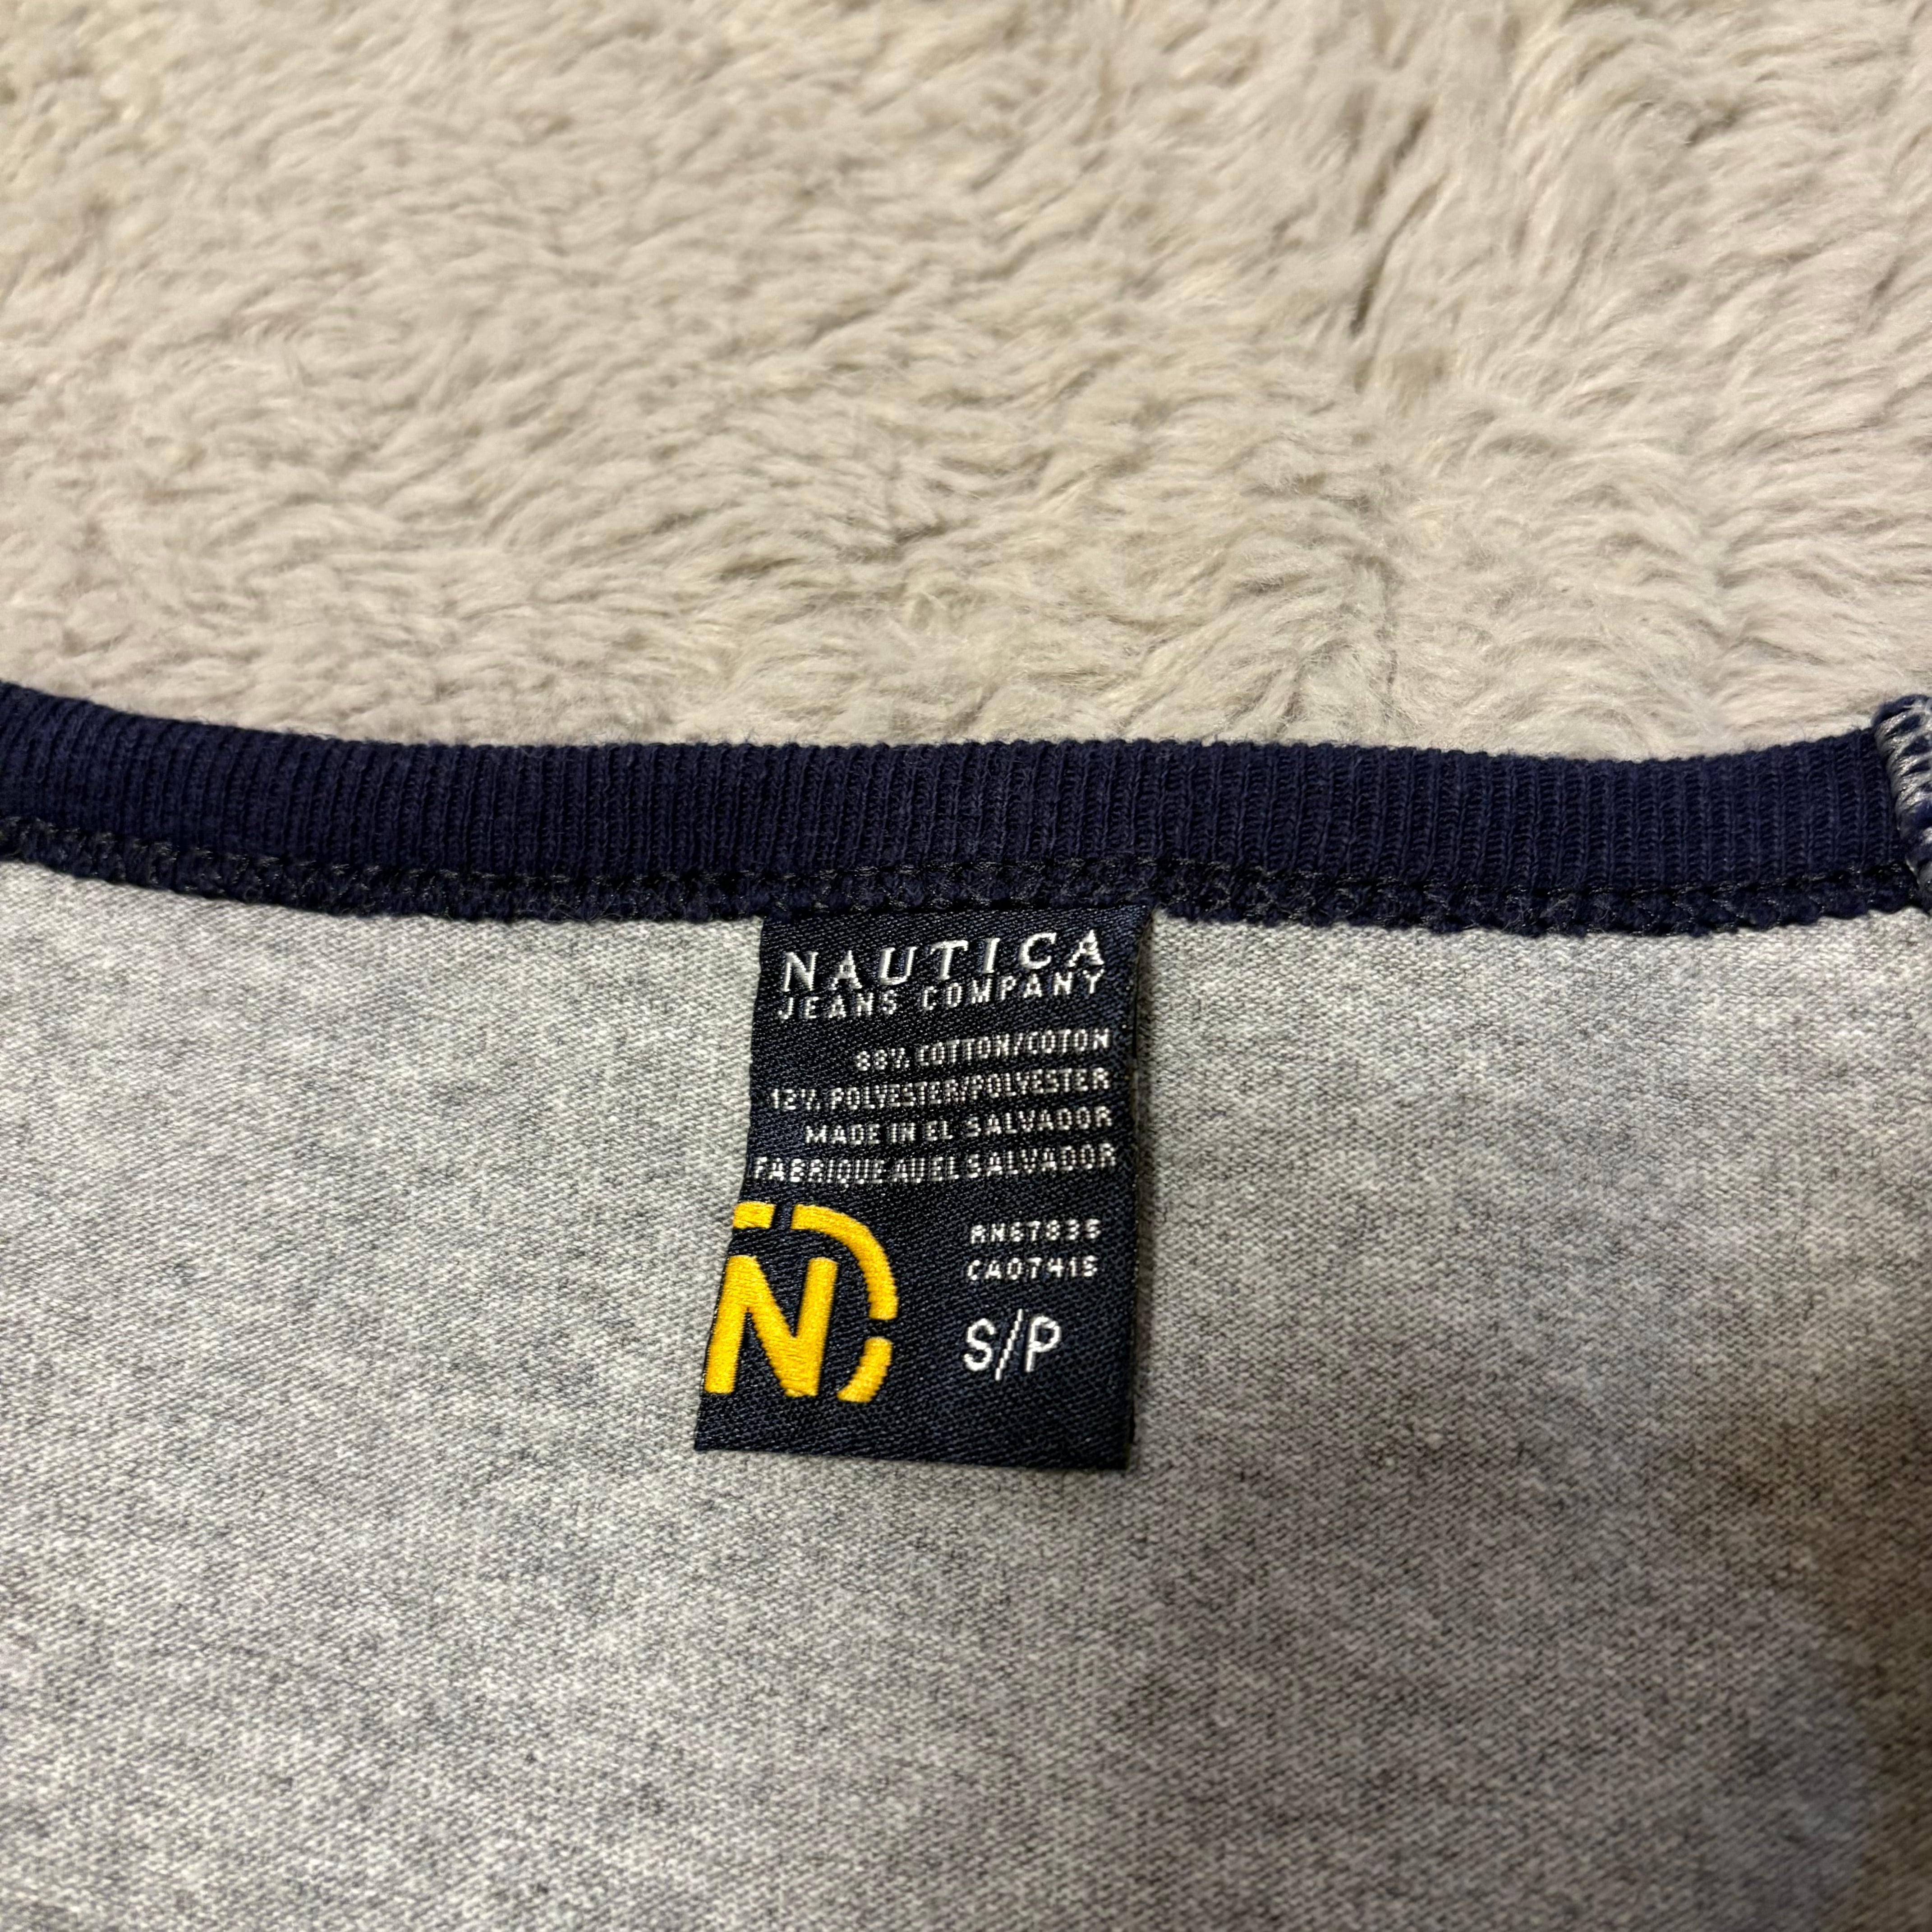 NAUTICA
JEANS COMPANY
88% COTTON/COTON
12% POLYESTER/POLYESTER
MADE IN EL SALVADOR
FABRIQUE AU EL SALVADOR
RN67835
CA07415
N
S/P